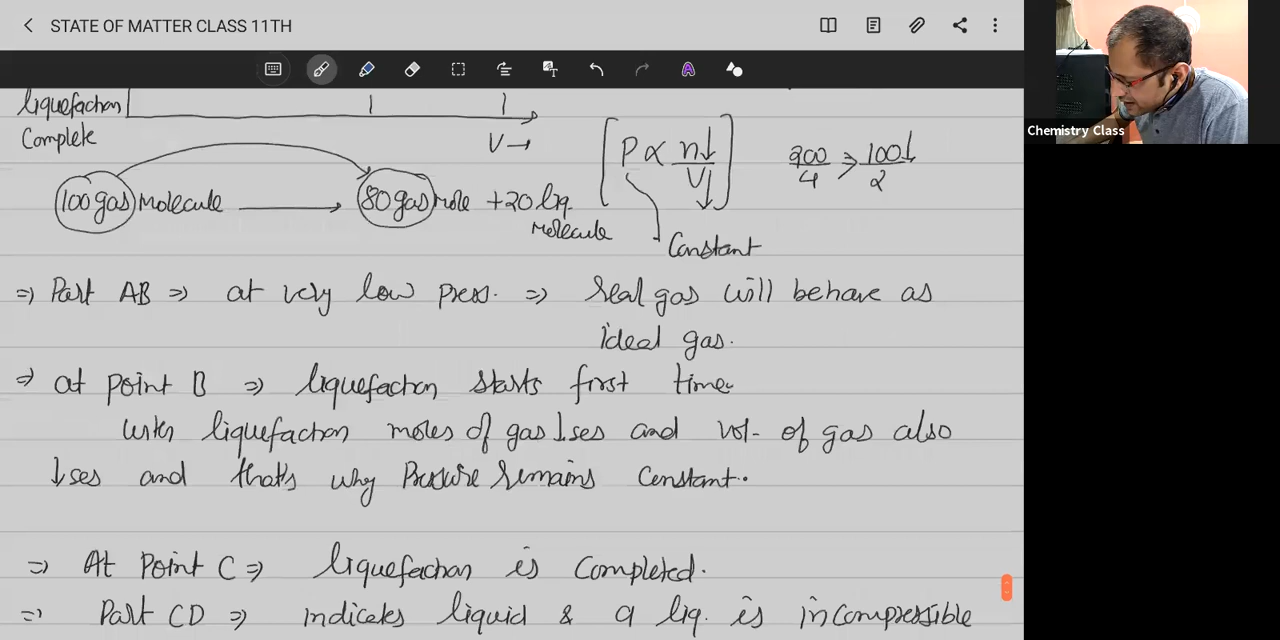 STATE OF MATTER CLASS 11TH
Chemistry Class
liquefaction
Complete
V→
P ∝ n↓/V↓
200/4 ⇒ 100↓/2
100 gas Molecule → 80 gas mole + 20 liq.
Molecule
Constant
⇒ Part AB ⇒ at very low press. ⇒ real gas will behave as
ideal gas.
⇒ at point B ⇒ liquefaction starts first time
with liquefaction moles of gas ↓ses and vol- of gas also
↓ses and that's why Pressure remains Constant.
⇒ At Point C ⇒ liquefaction is Completed.
⇒ Part CD ⇒ indicates liquid & a liq. is incompressible